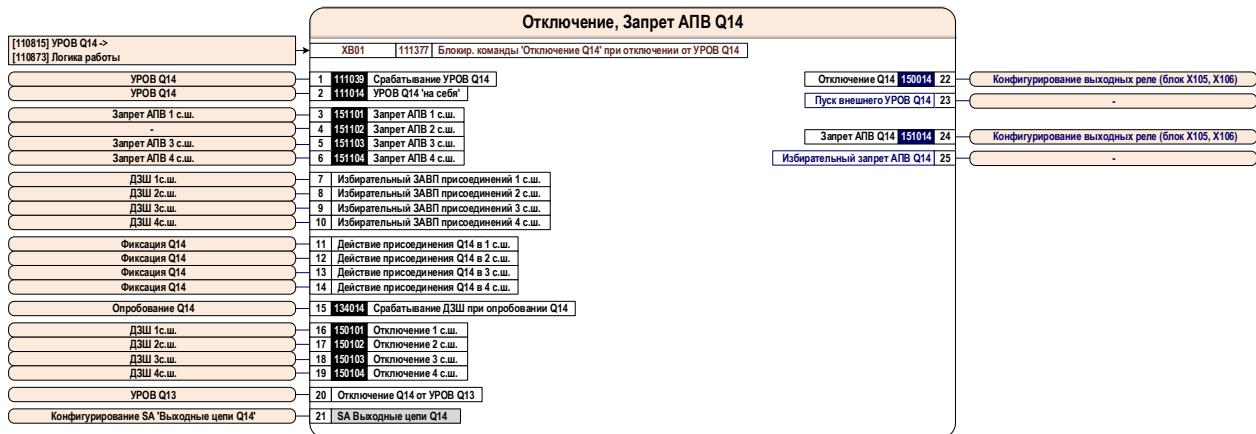 Отключение, Запрет АПВ Q14
[110815] УРОВ Q14 ->
[110873] Логика работы
XB01 111377 Блокир. команды 'Отключение Q14' при отключении от УРОВ Q14
УРОВ Q14 1 111039 Срабатывание УРОВ Q14
УРОВ Q14 2 111014 УРОВ Q14 'на себя'
Запрет АПВ 1 с.ш. 3 151101 Запрет АПВ 1 с.ш.
- 4 151102 Запрет АПВ 2 с.ш.
Запрет АПВ 3 с.ш. 5 151103 Запрет АПВ 3 с.ш.
Запрет АПВ 4 с.ш. 6 151104 Запрет АПВ 4 с.ш.
ДЗШ 1с.ш. 7 Избирательный ЗАВП присоединений 1 с.ш.
ДЗШ 2с.ш. 8 Избирательный ЗАВП присоединений 2 с.ш.
ДЗШ 3с.ш. 9 Избирательный ЗАВП присоединений 3 с.ш.
ДЗШ 4с.ш. 10 Избирательный ЗАВП присоединений 4 с.ш.
Фиксация Q14 11 Действие присоединения Q14 в 1 с.ш.
Фиксация Q14 12 Действие присоединения Q14 в 2 с.ш.
Фиксация Q14 13 Действие присоединения Q14 в 3 с.ш.
Фиксация Q14 14 Действие присоединения Q14 в 4 с.ш.
Опробование Q14 15 134014 Срабатывание ДЗШ при опробовании Q14
ДЗШ 1с.ш. 16 150101 Отключение 1 с.ш.
ДЗШ 2с.ш. 17 150102 Отключение 2 с.ш.
ДЗШ 3с.ш. 18 150103 Отключение 3 с.ш.
ДЗШ 4с.ш. 19 150104 Отключение 4 с.ш.
УРОВ Q13 20 Отключение Q14 от УРОВ Q13
Конфигурирование SA 'Выходные цепи Q14' 21 SA Выходные цепи Q14
Отключение Q14 150014 22 Конфигурирование выходных реле (блок X105, X106)
Пуск внешнего УРОВ Q14 23 -
Запрет АПВ Q14 151014 24 Конфигурирование выходных реле (блок X105, X106)
Избирательный запрет АПВ Q14 25 -